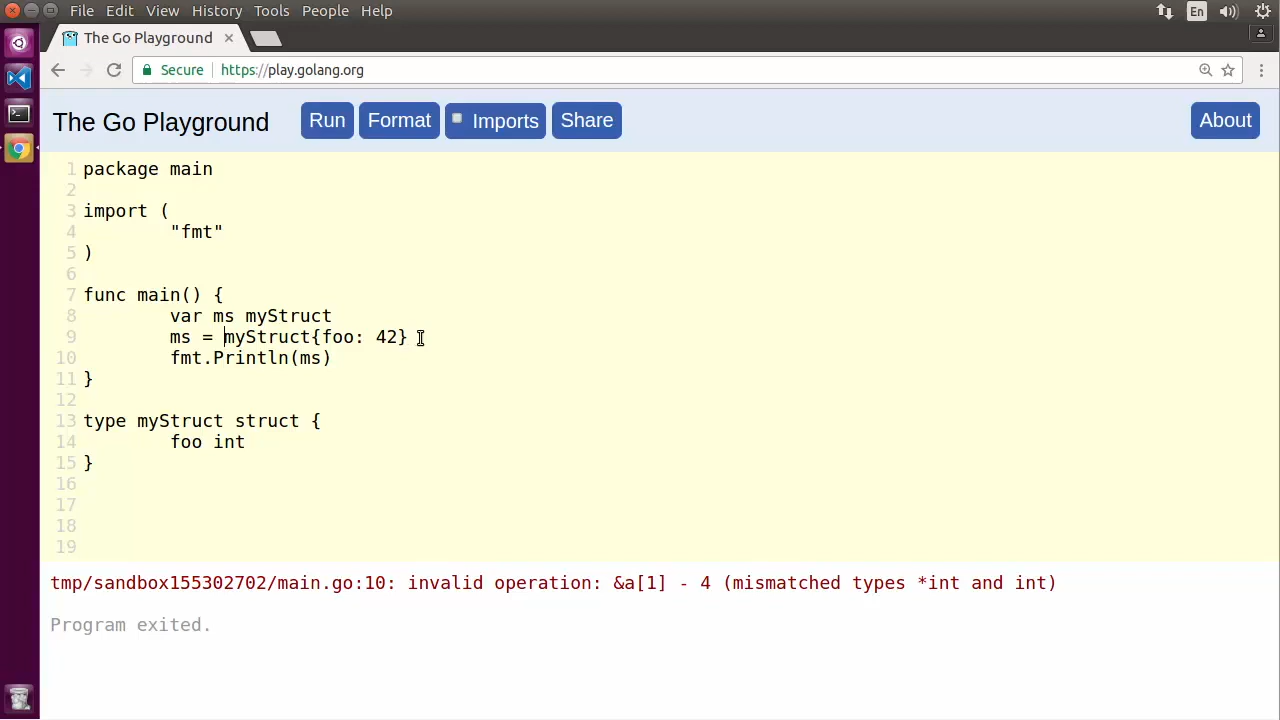 File Edit View History Tools People Help
En
The Go Playground
Secure https://play.golang.org
The Go Playground Run Format Imports Share About
1 package main
2
3 import (
4 "fmt"
5 )
6
7 func main() {
8 var ms myStruct
9 ms = myStruct{foo: 42}
10 fmt.Println(ms)
11 }
12
13 type myStruct struct {
14 foo int
15 }
16
17
18
19
tmp/sandbox155302702/main.go:10: invalid operation: &a[1] - 4 (mismatched types *int and int)
Program exited.